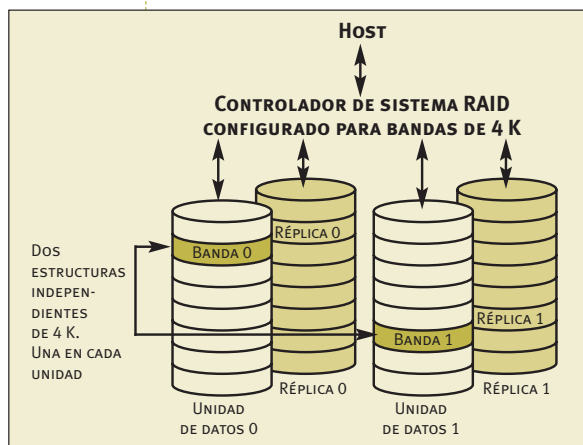 HOST
CONTROLADOR DE SISTEMA RAID
CONFIGURADO PARA BANDAS DE 4 K
DOS
ESTRUCTURAS
INDEPEN-
DIENTES
DE 4 K.
UNA EN CADA
UNIDAD
BANDA 0
RÉPLICA 0
BANDA 1
RÉPLICA 1
UNIDAD
DE DATOS 0
RÉPLICA 0
UNIDAD
DE DATOS 1
RÉPLICA 1